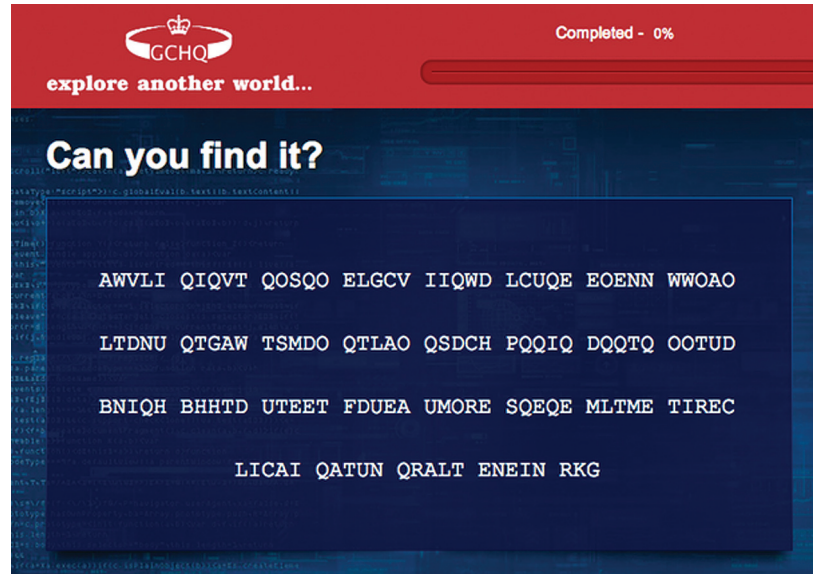 GCHQ
explore another world...
Completed - 0%
Can you find it?
AWVLI QIQVT QOSQO ELGCV IIQWD LCUQE EOENN WWOAO
LTDNU QTGAW TSMDO QTLAO QSDCH PQQIQ DQQTQ OOTUD
BNIQH BHHTD UTEET FDUEA UMORE SQEQE MLTME TIREC
LICAI QATUN QRALT ENEIN RKG